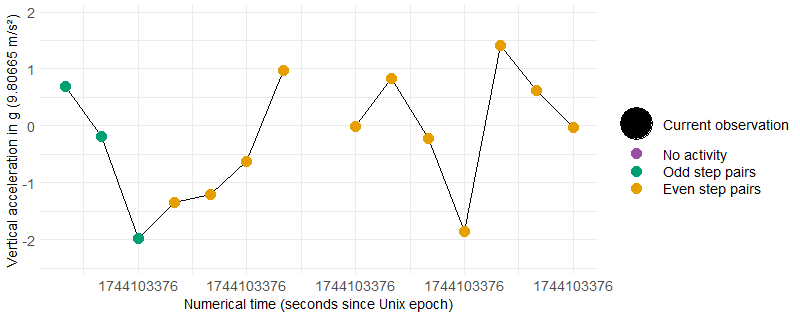 Vertical acceleration in g (9.80665 m/s²)
2
1
0
-1
-2
1744103376 1744103376 1744103376 1744103376 1744103376
Numerical time (seconds since Unix epoch)
Current observation
No activity
Odd step pairs
Even step pairs